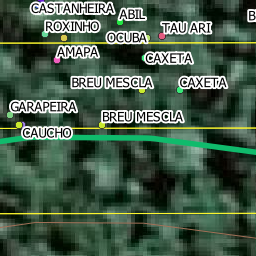 CASTANHEIRA
ABIL
ROXINHO
TAU ARI
OCUBA
AMAPA
CAXETA
BREU MESCLA
CAXETA
GARAPEIRA
BREU MESCLA
CAUCHO
B